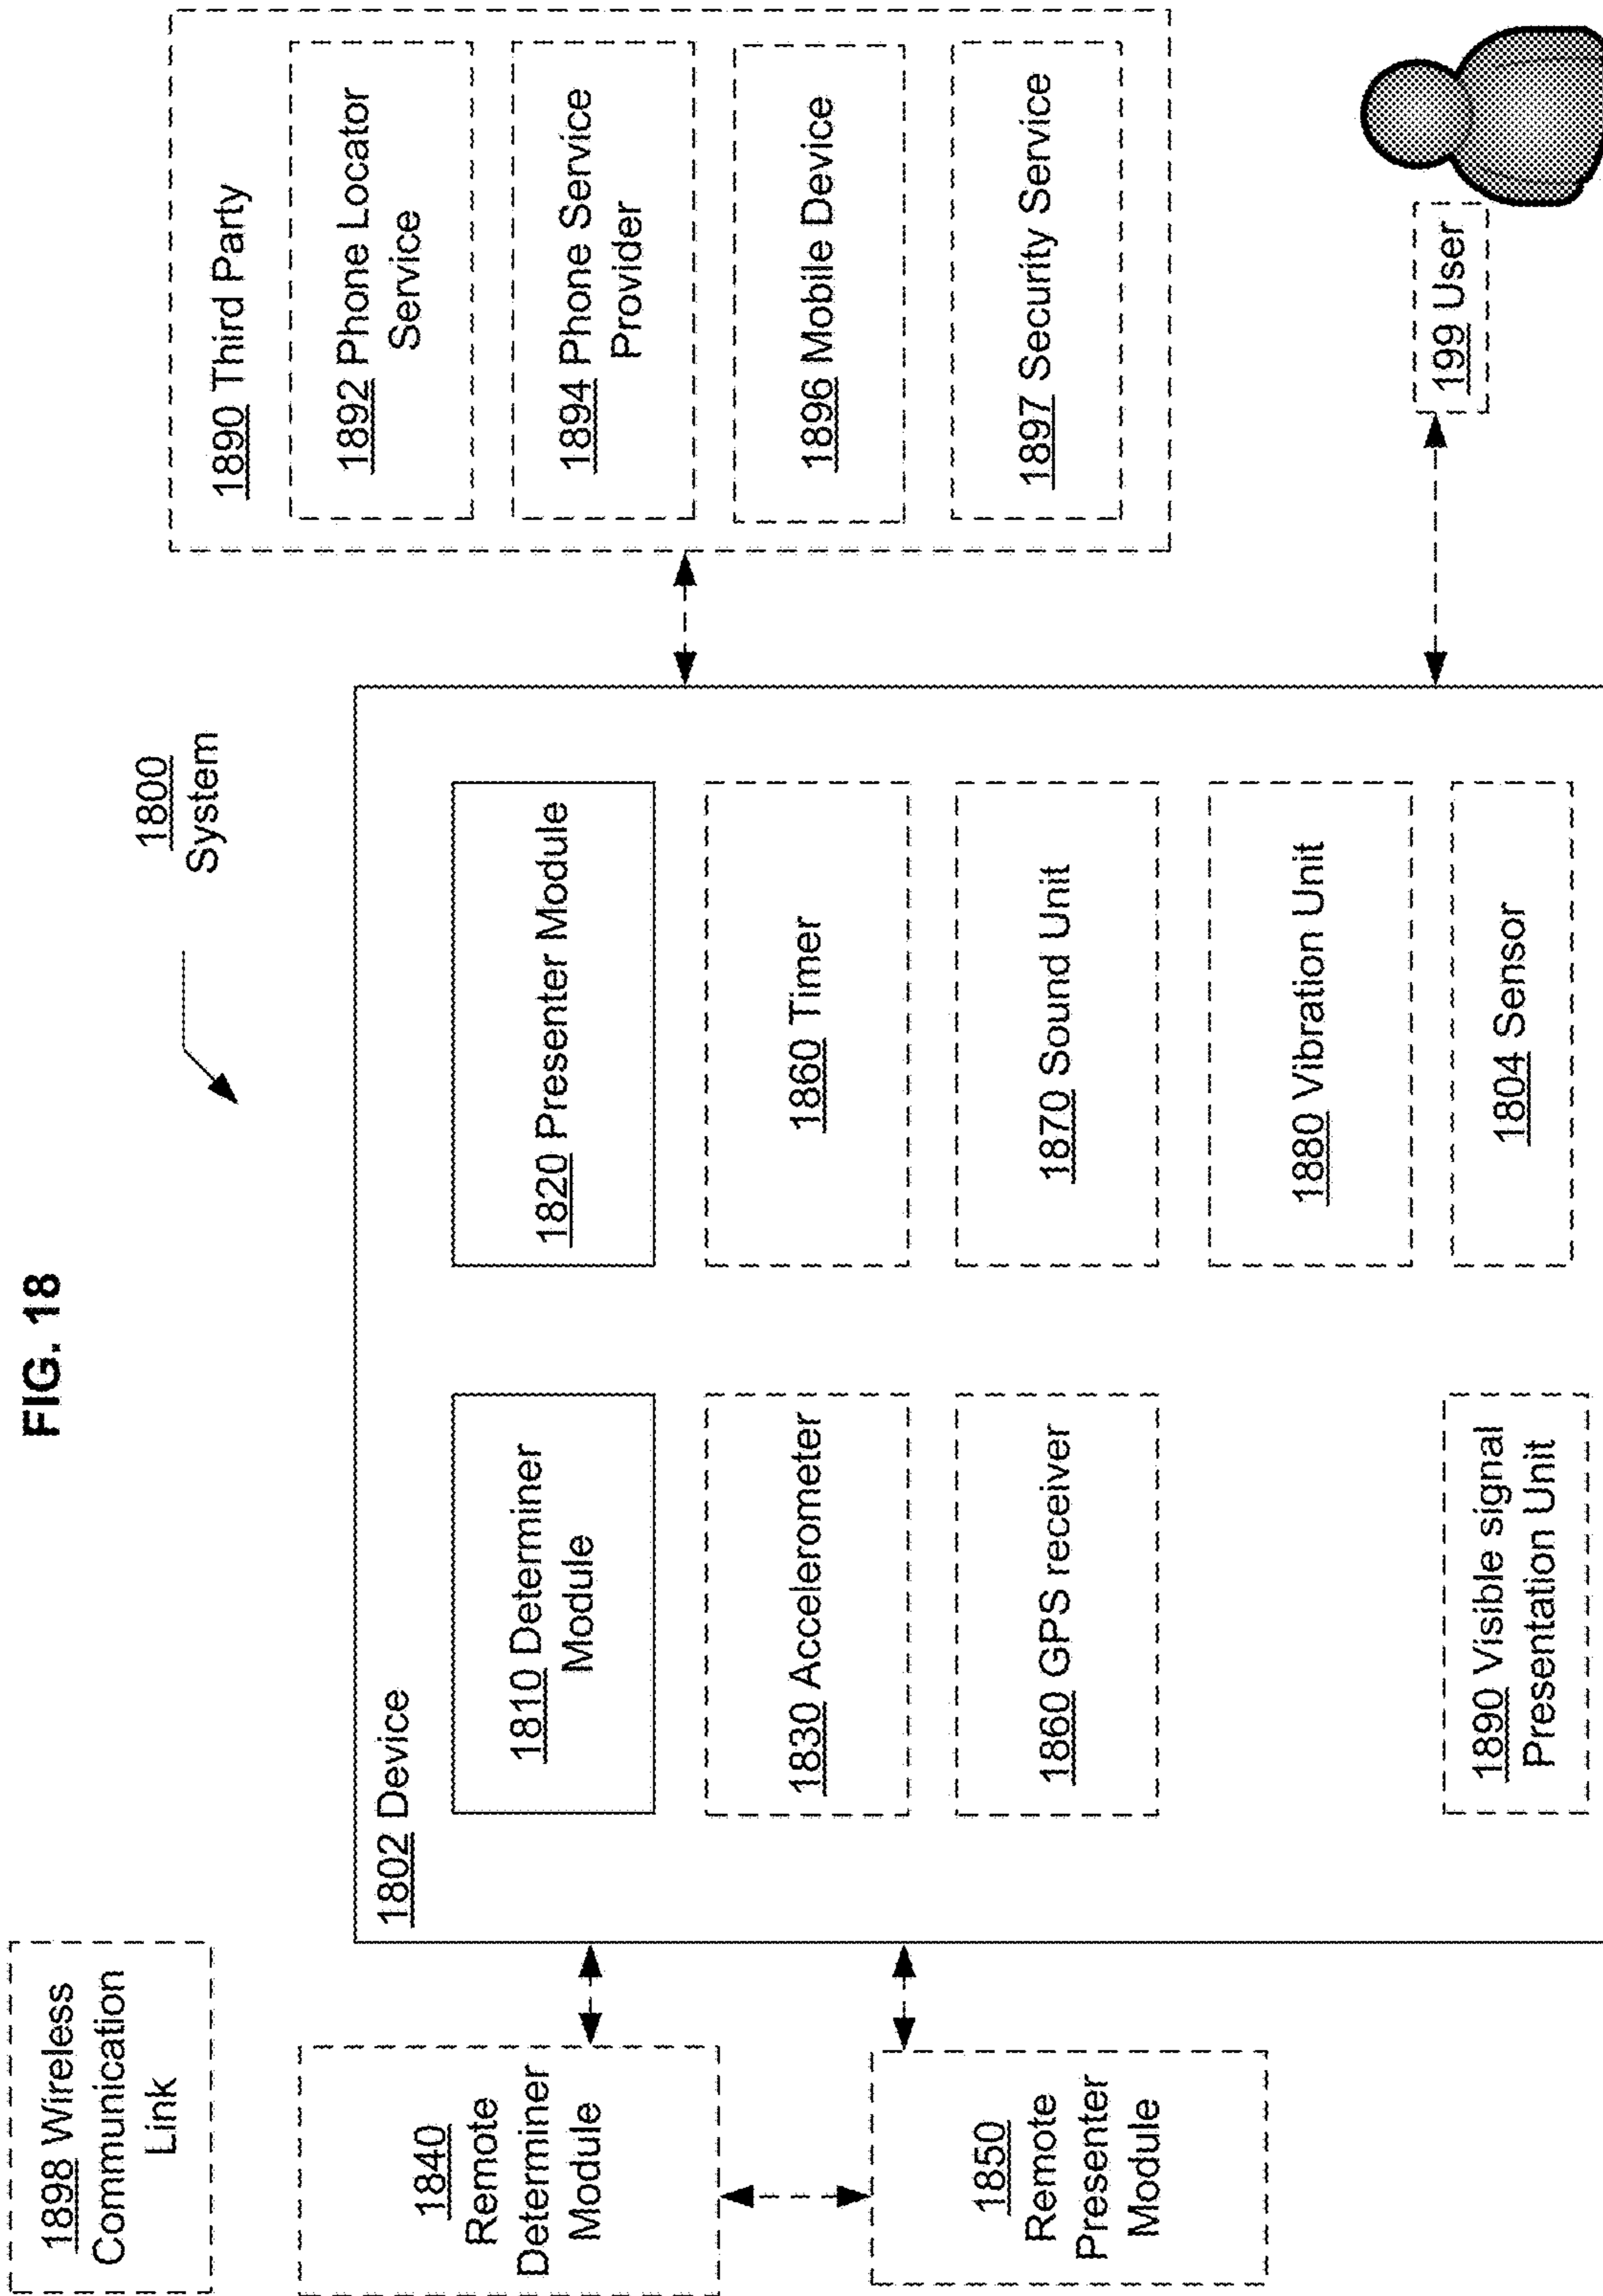 FIG. 18
1800
System
1898 Wireless
Communication
Link
1840
Remote
Determiner
Module
1850
Remote
Presenter
Module
1802 Device
1810 Determiner
Module
1820 Presenter Module
1830 Accelerometer
1860 Timer
1860 GPS receiver
1870 Sound Unit
1880 Vibration Unit
1890 Visible signal
Presentation Unit
1804 Sensor
1890 Third Party
1892 Phone Locator
Service
1894 Phone Service
Provider
1896 Mobile Device
1897 Security Service
199 User